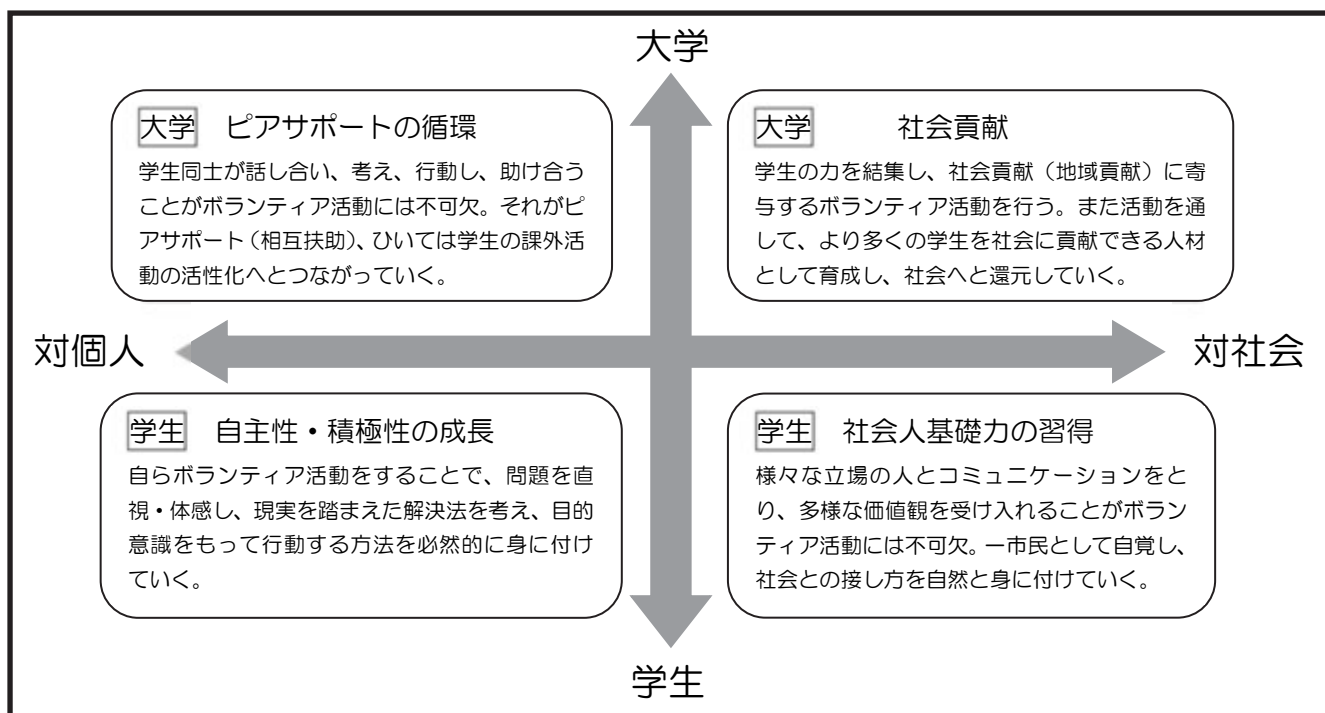 大学
大学 ピアサポートの循環
学生同士が話し合い、考え、行動し、助け合う
ことがボランティア活動には不可欠。それがピ
アサポート（相互扶助）、ひいては学生の課外活
動の活性化へとつながっていく。
大学 社会貢献
学生の力を結集し、社会貢献（地域貢献）に寄
与するボランティア活動を行う。また活動を通
して、より多くの学生を社会に貢献できる人材
として育成し、社会へと還元していく。
対個人
対社会
学生 自主性・積極性の成長
自らボランティア活動をすることで、問題を直
視・体感し、現実を踏まえた解決法を考え、目的
意識をもって行動する方法を必然的に身に付け
ていく。
学生 社会人基礎力の習得
様々な立場の人とコミュニケーションをと
り、多様な価値観を受け入れることがボラン
ティア活動には不可欠。一市民として自覚し、
社会との接し方を自然と身に付けていく。
学生